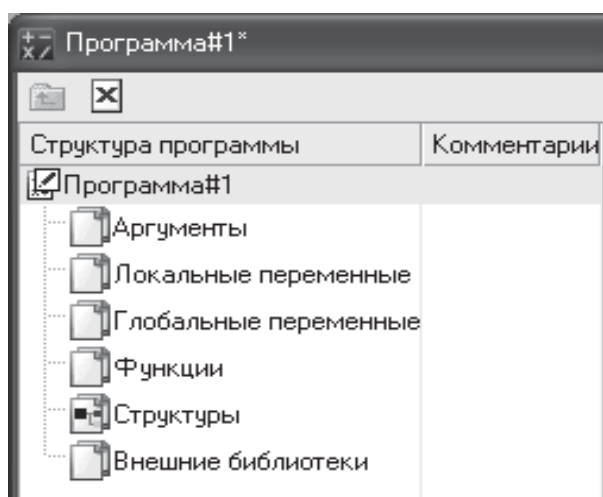 Программа#1*
Структура программы Комментарии
Программа#1
Аргументы
Локальные переменные
Глобальные переменные
Функции
Структуры
Внешние библиотеки